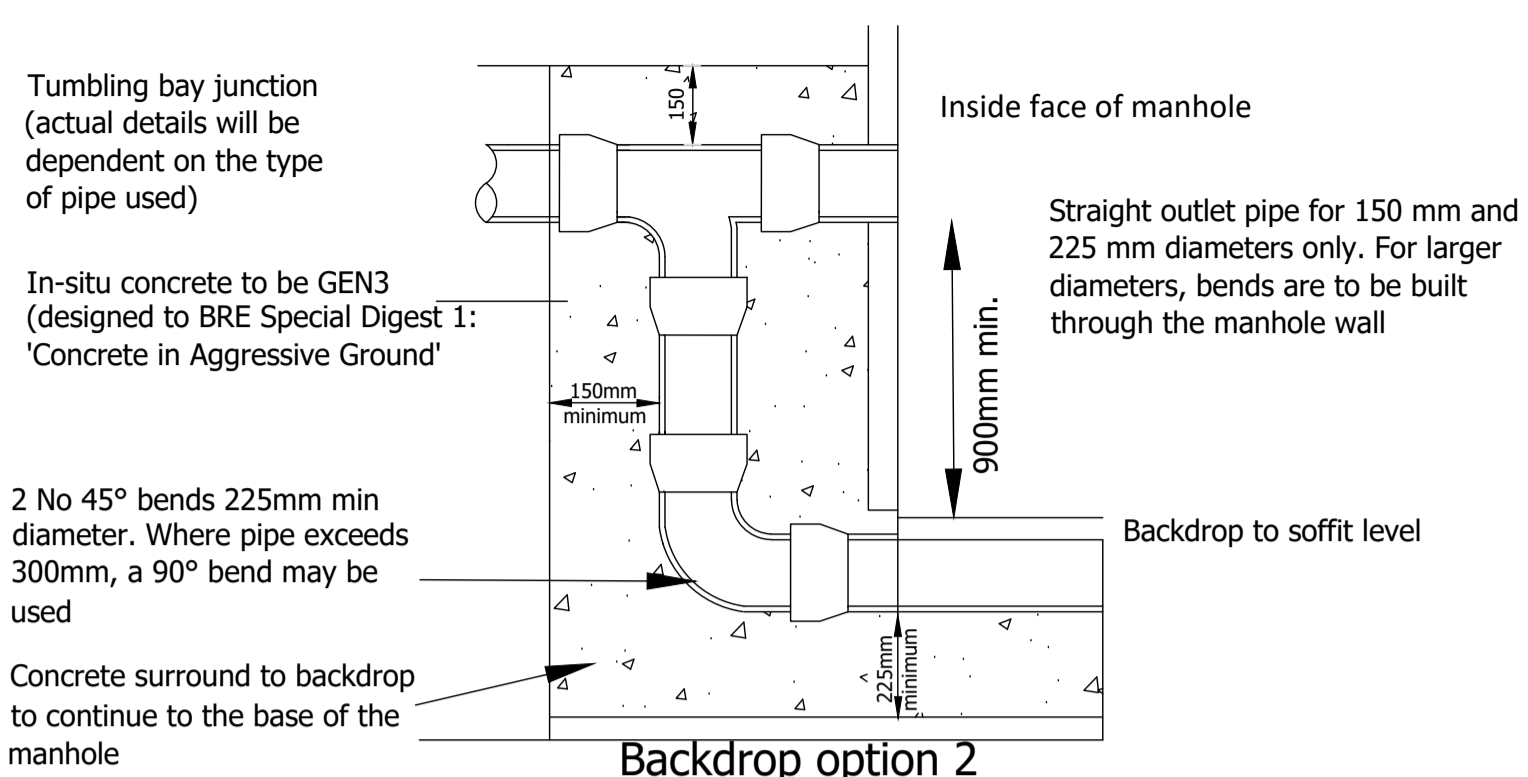 Tumbling bay junction
(actual details will be
dependent on the type
of pipe used)
150
Inside face of manhole
Straight outlet pipe for 150 mm and
225 mm diameters only. For larger
diameters, bends are to be built
through the manhole wall
In-situ concrete to be GEN3
(designed to BRE Special Digest 1:
'Concrete in Aggressive Ground'
150mm
minimum
900mm min.
2 No 45° bends 225mm min
diameter. Where pipe exceeds
300mm, a 90° bend may be
used
Backdrop to soffit level
225mm
minimum
Concrete surround to backdrop
to continue to the base of the
manhole
Backdrop option 2